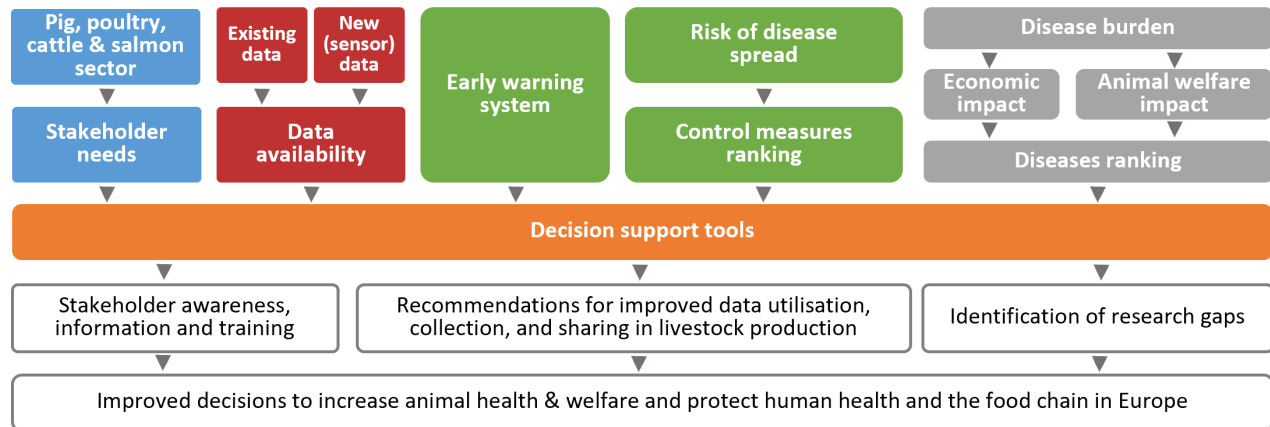 Pig, poultry,
cattle & salmon
sector
Existing
data
New
(sensor)
data
Early warning
system
Risk of disease
spread
Disease burden
Economic
impact
Animal welfare
impact
Stakeholder
needs
Data
availability
Control measures
ranking
Diseases ranking
Decision support tools
Stakeholder awareness,
information and training
Recommendations for improved data utilisation,
collection, and sharing in livestock production
Identification of research gaps
Improved decisions to increase animal health & welfare and protect human health and the food chain in Europe